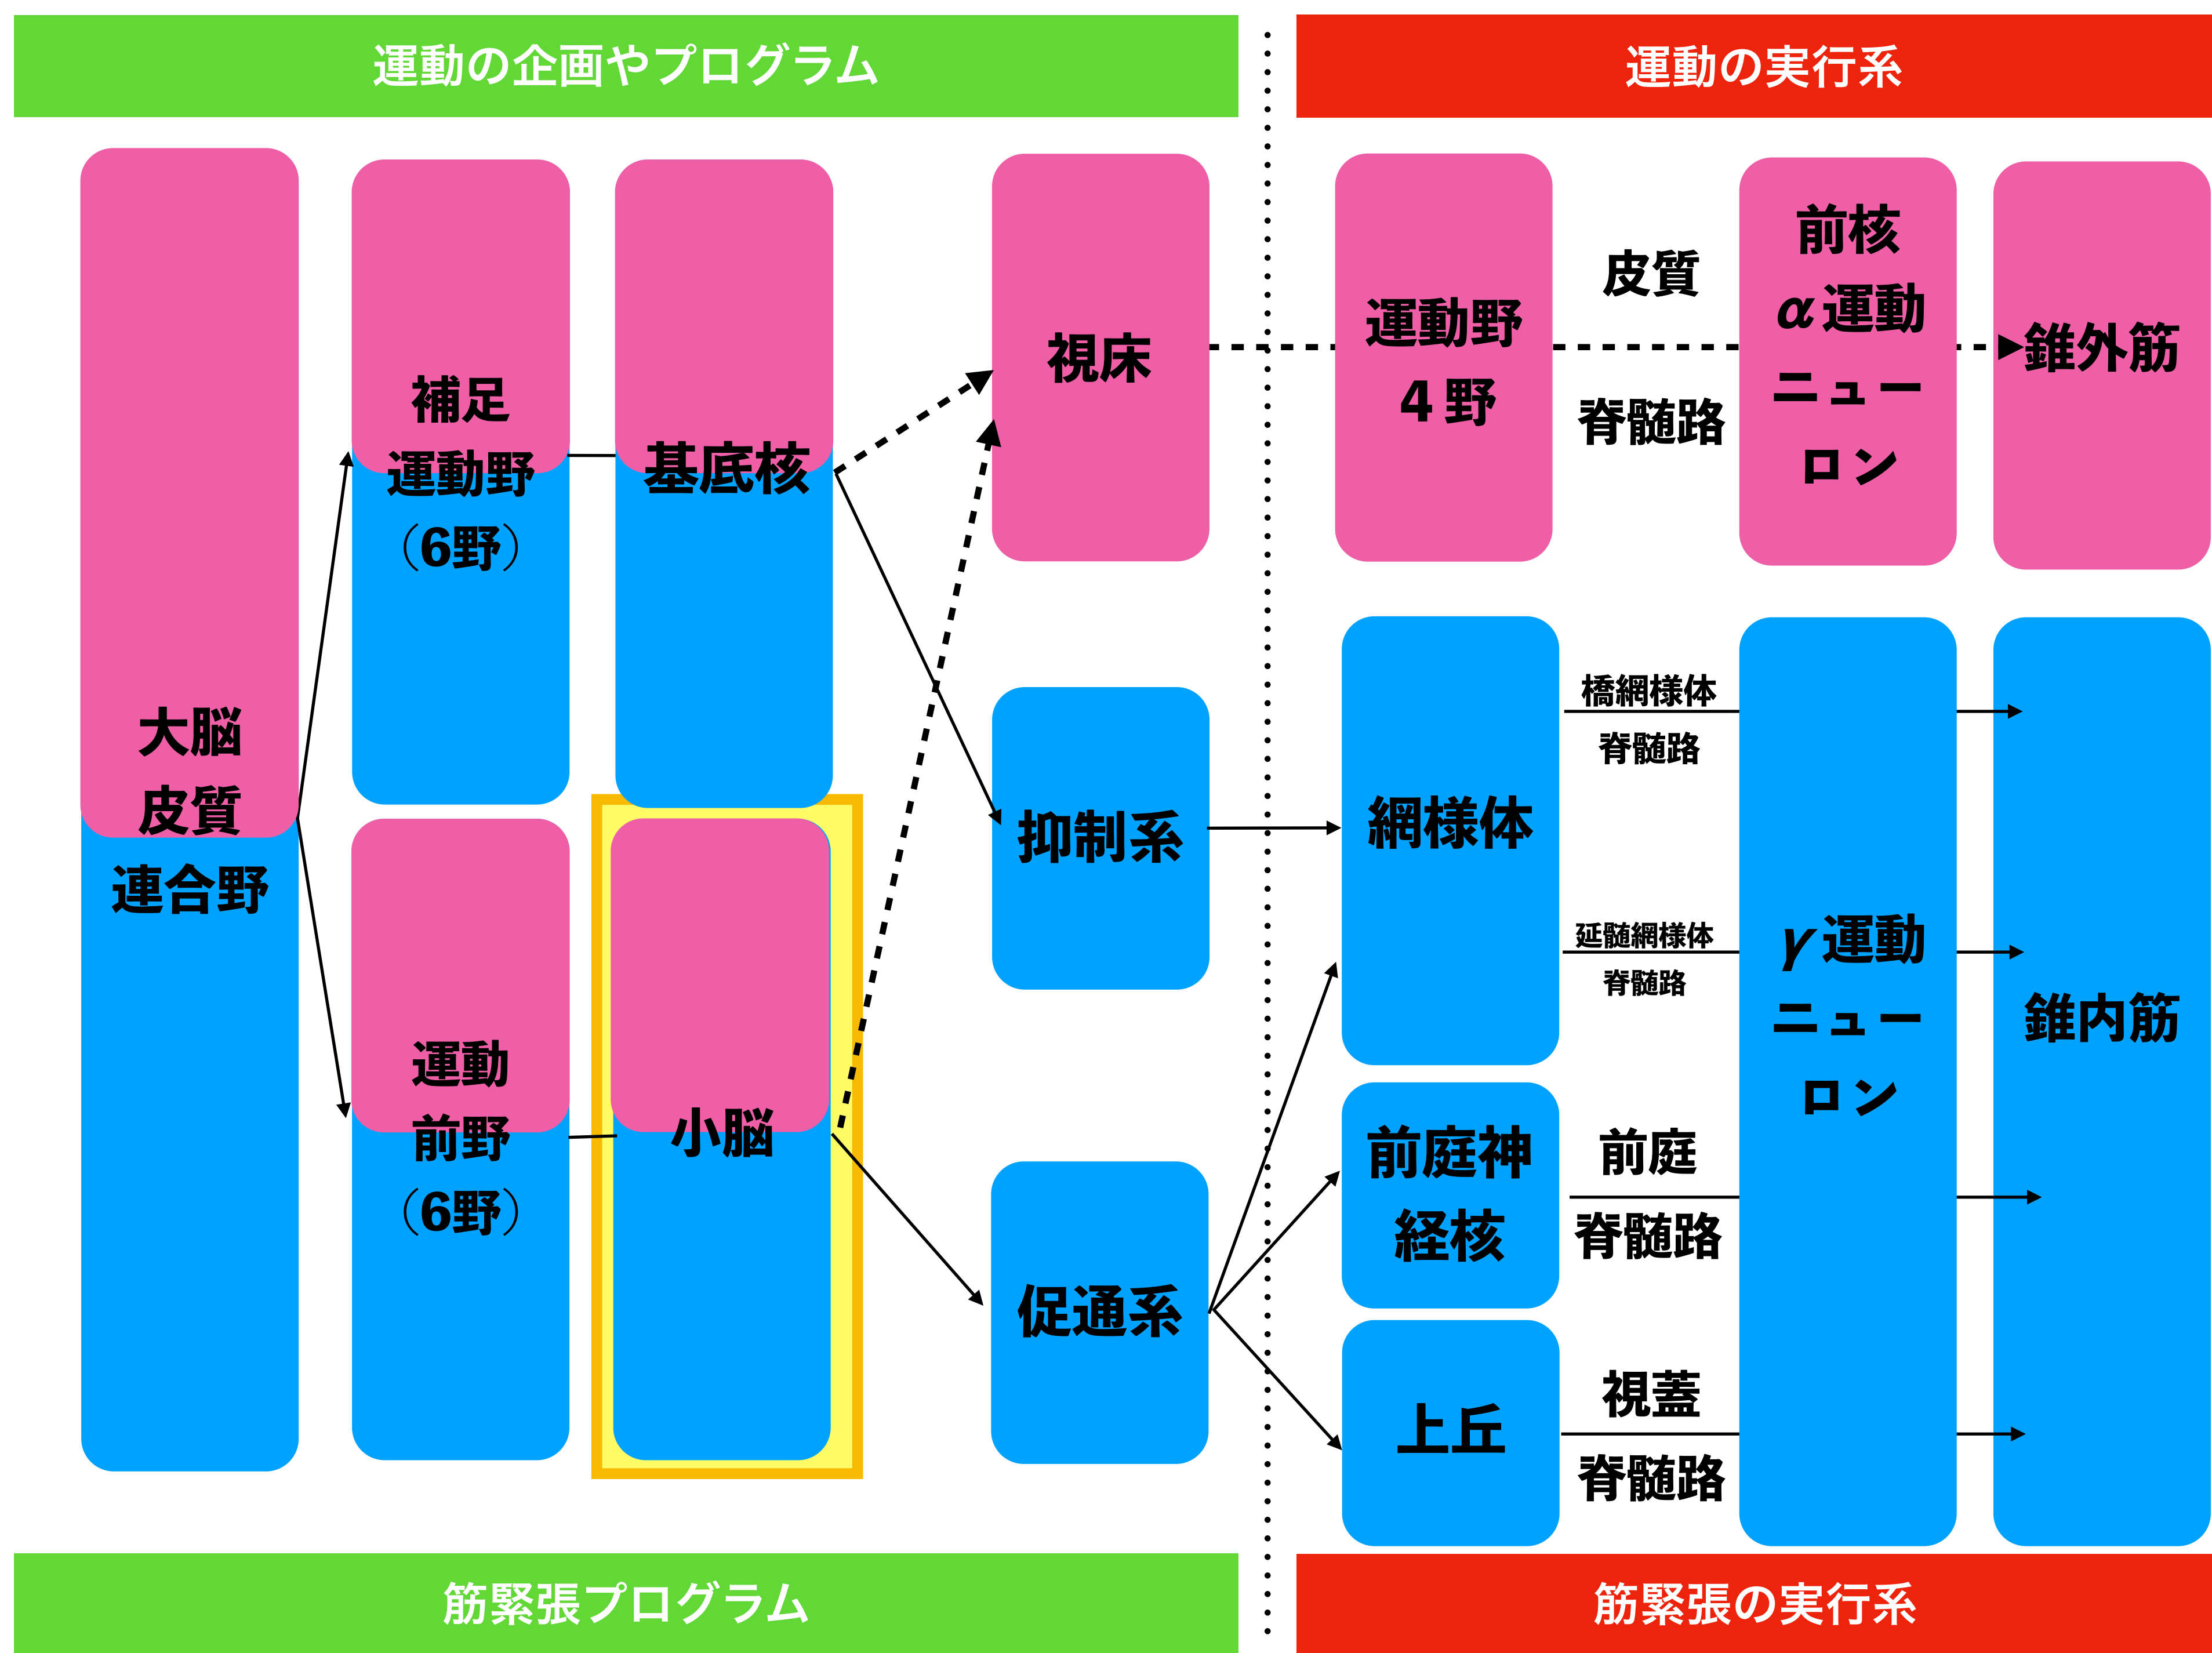 運動の企画やプログラム
運動の実行系
大脳
皮質
連合野
補足
運動野
（6野）
基底核
視床
運動野
４野
皮質
脊髄路
前核
α運動
ニュー
ロン
錐外筋
運動
前野
（6野）
小脳
抑制系
促通系
網様体
橋網様体
脊髄路
延髄網様体
脊髄路
前庭神
経核
前庭
脊髄路
上丘
視蓋
脊髄路
γ運動
ニュー
ロン
錐内筋
筋緊張プログラム
筋緊張の実行系